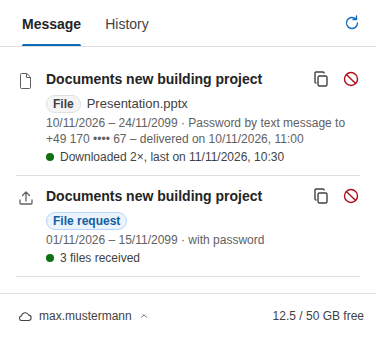 Message History
Documents new building project
File Presentation.pptx
10/11/2026 – 24/11/2099 · Password by text message to
+49 170 •••• 67 – delivered on 10/11/2026, 11:00
Downloaded 2×, last on 11/11/2026, 10:30
Documents new building project
File request
01/11/2026 – 15/11/2099 · with password
3 files received
max.mustermann 12.5 / 50 GB free